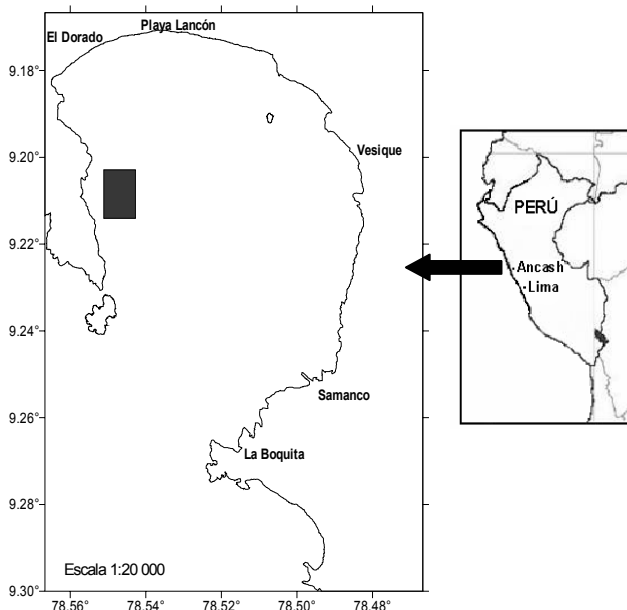 Playa Lancón
El Dorado
9.18°
9.20°
Vesique
9.22°
9.24°
Samanco
9.26°
La Boquita
9.28°
Escala 1:20 000
9.30°
78.56° 78.54° 78.52° 78.50° 78.48°
PERÚ
Ancash
Lima